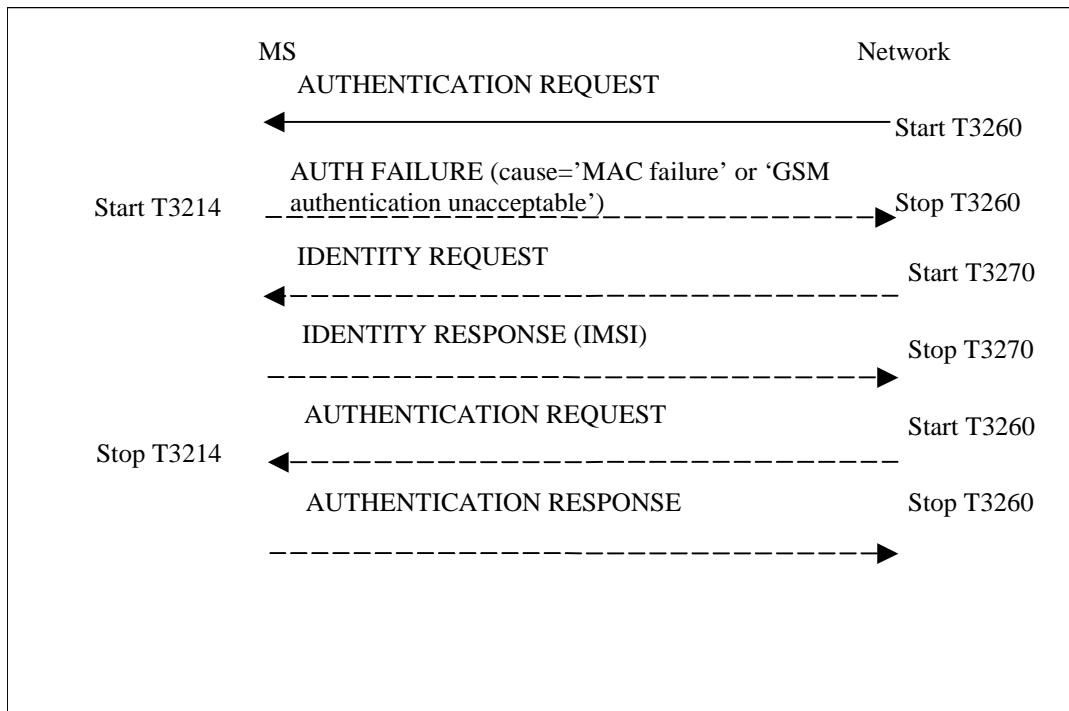 MS Network
AUTHENTICATION REQUEST
Start T3260
AUTH FAILURE (cause=’MAC failure’ or ‘GSM
authentication unacceptable’)
Start T3214
Stop T3260
IDENTITY REQUEST
Start T3270
IDENTITY RESPONSE (IMSI)
Stop T3270
AUTHENTICATION REQUEST
Start T3260
Stop T3214
AUTHENTICATION RESPONSE
Stop T3260